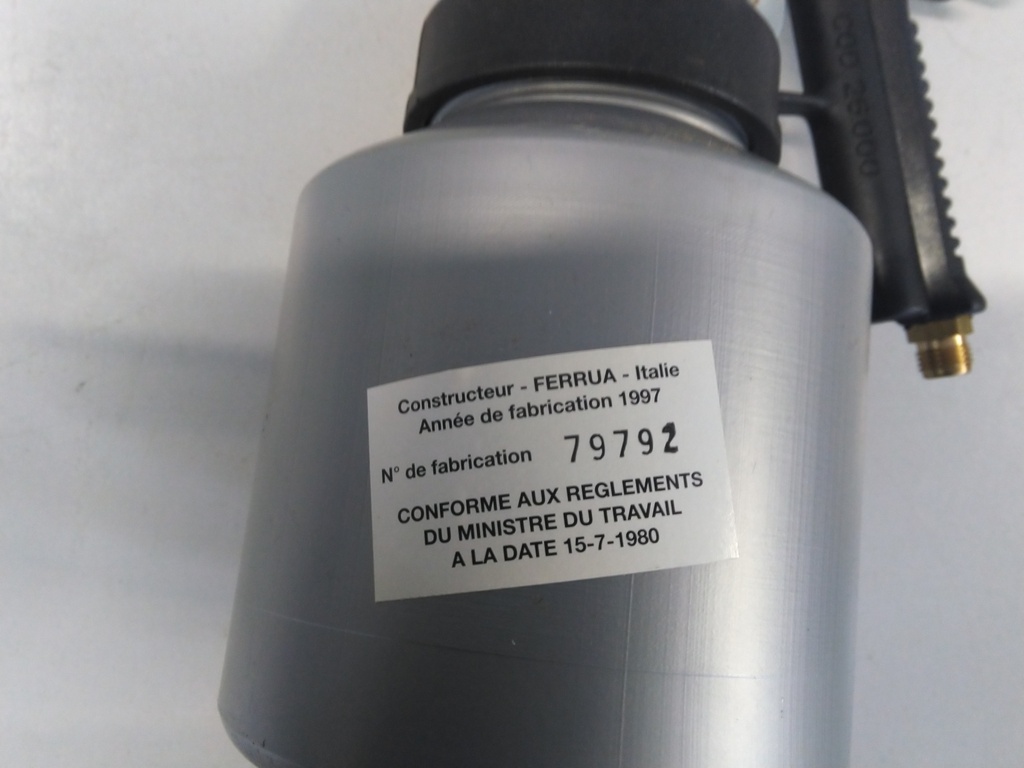 Constructeur - FERRUA - Italie
Année de fabrication 1997
N° de fabrication 79792
CONFORME AUX REGLEMENTS
DU MINISTRE DU TRAVAIL
A LA DATE 15-7-1980